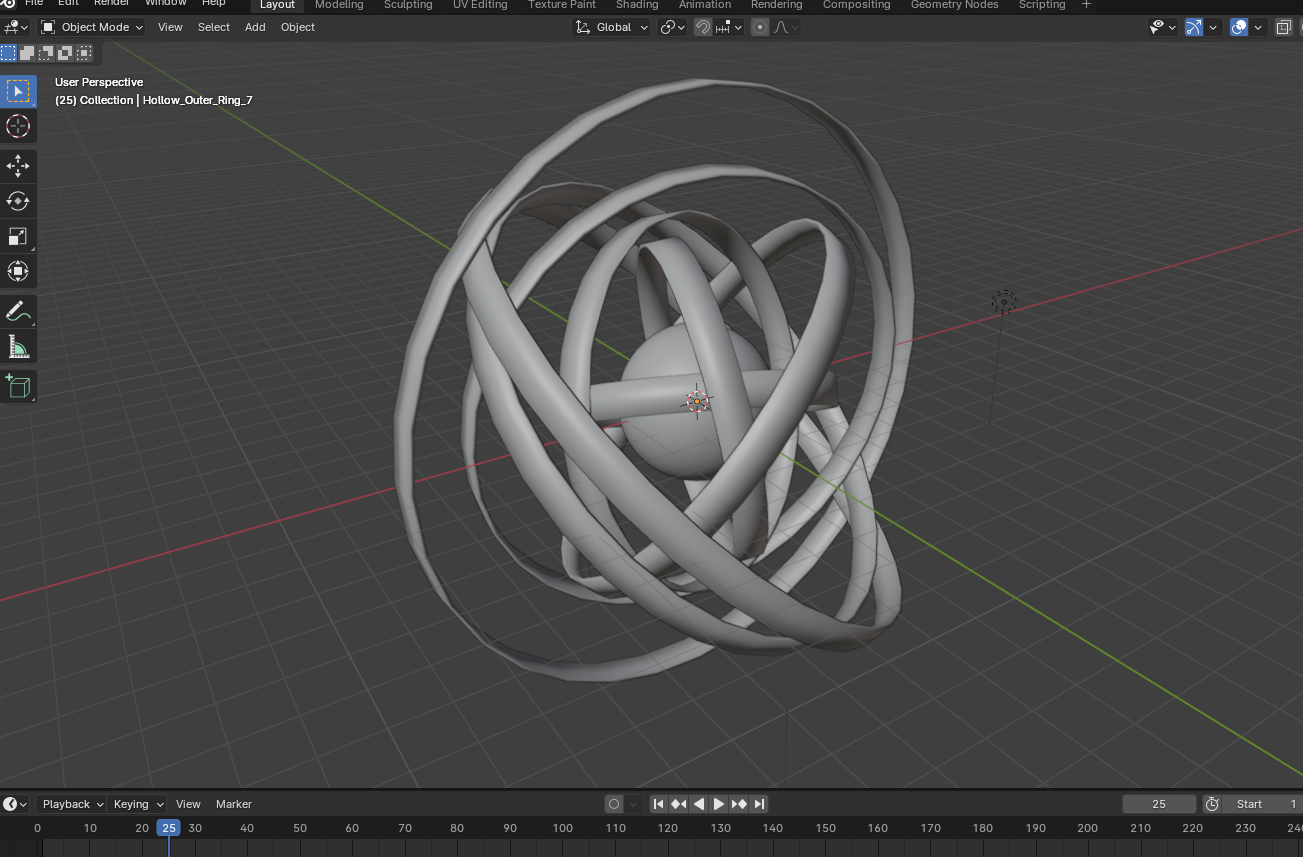 File Edit Render Window Help Layout Modeling Sculpting UV Editing Texture Paint Shading Animation Rendering Compositing Geometry Nodes Scripting +
Object Mode View Select Add Object Global
User Perspective
(25) Collection | Hollow_Outer_Ring_7
Playback Keying View Marker 25 Start 1
0 10 20 25 30 40 50 60 70 80 90 100 110 120 130 140 150 160 170 180 190 200 210 220 230 240